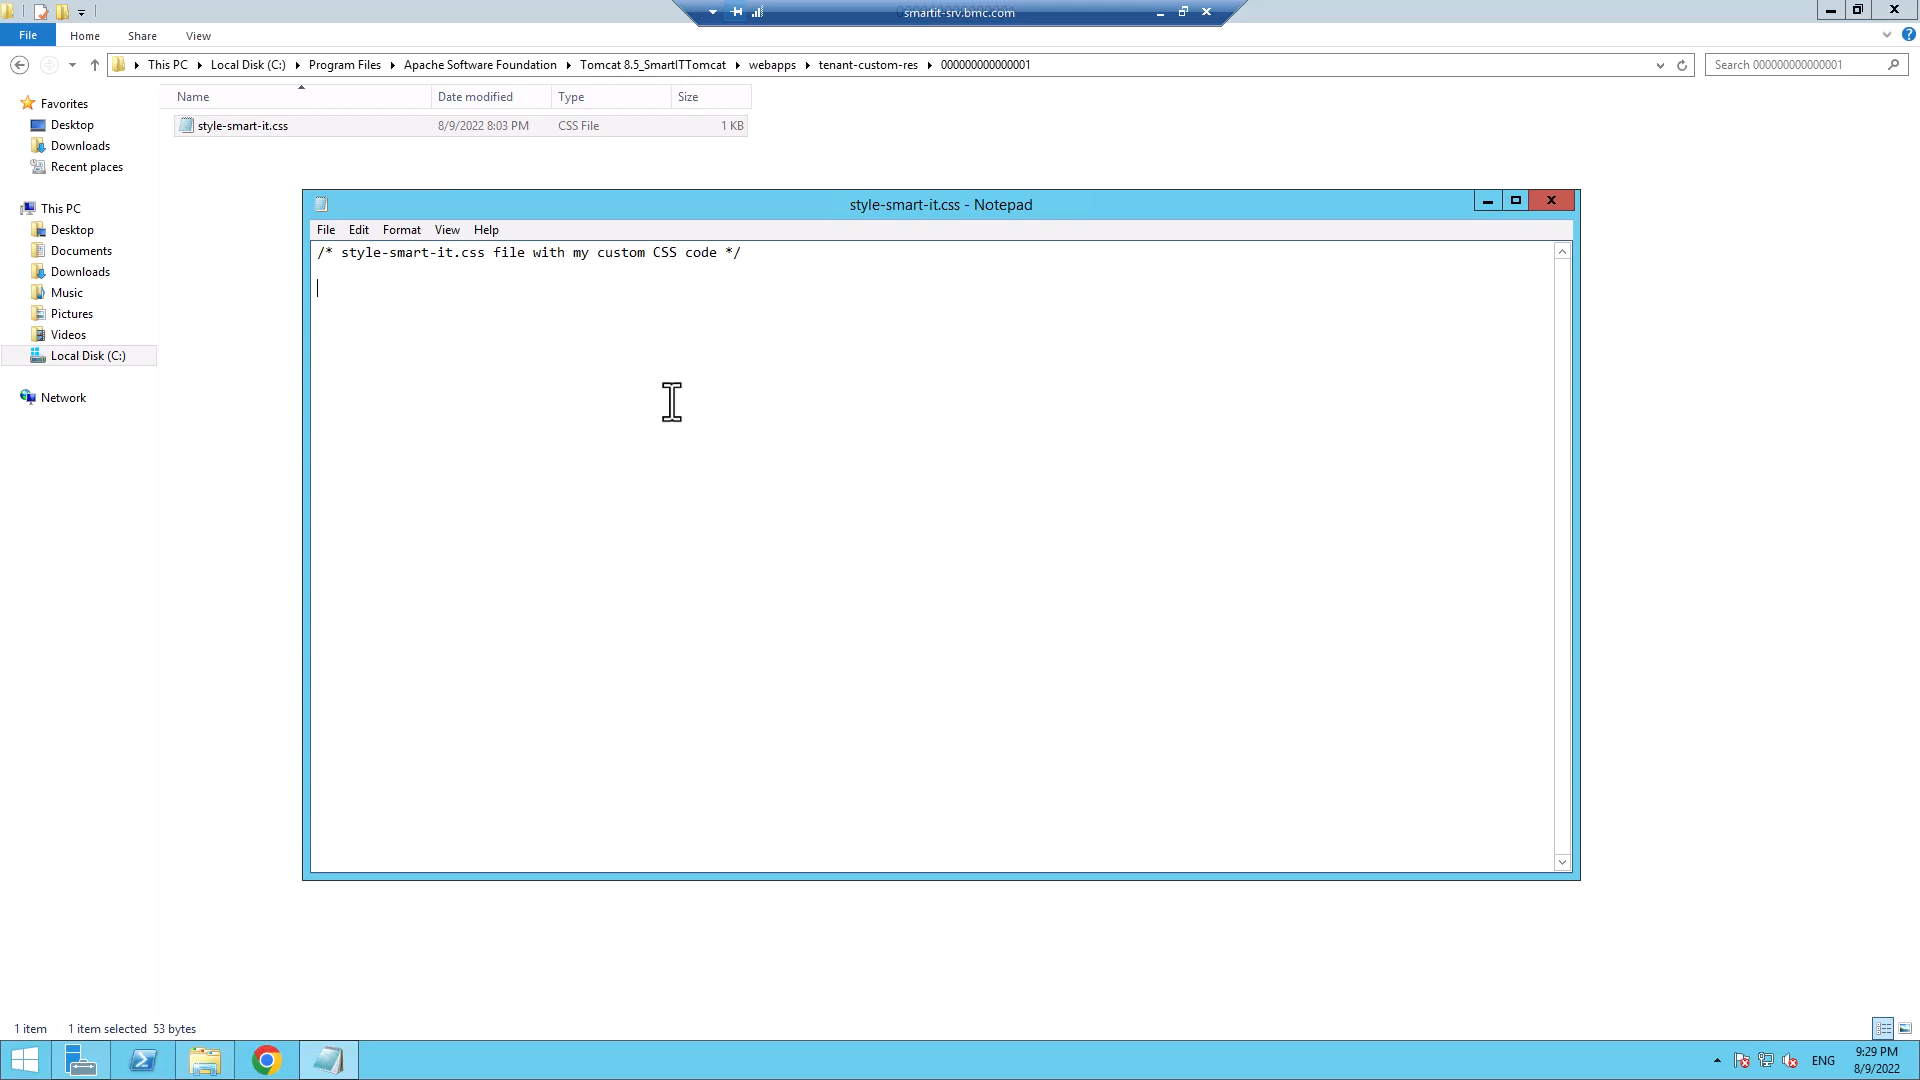 smartit-srv.bmc.com
File Home Share View
This PC Local Disk (C:) Program Files Apache Software Foundation Tomcat 8.5_SmartITTomcat webapps tenant-custom-res 000000000000001 Search 000000000000001
Name Date modified Type Size
style-smart-it.css 8/9/2022 8:03 PM CSS File 1 KB
Favorites
Desktop
Downloads
Recent places
This PC
Desktop
Documents
Downloads
Music
Pictures
Videos
Local Disk (C:)
Network
style-smart-it.css - Notepad
File Edit Format View Help
/* style-smart-it.css file with my custom CSS code */
1 item 1 item selected 53 bytes
ENG 9:29 PM
8/9/2022